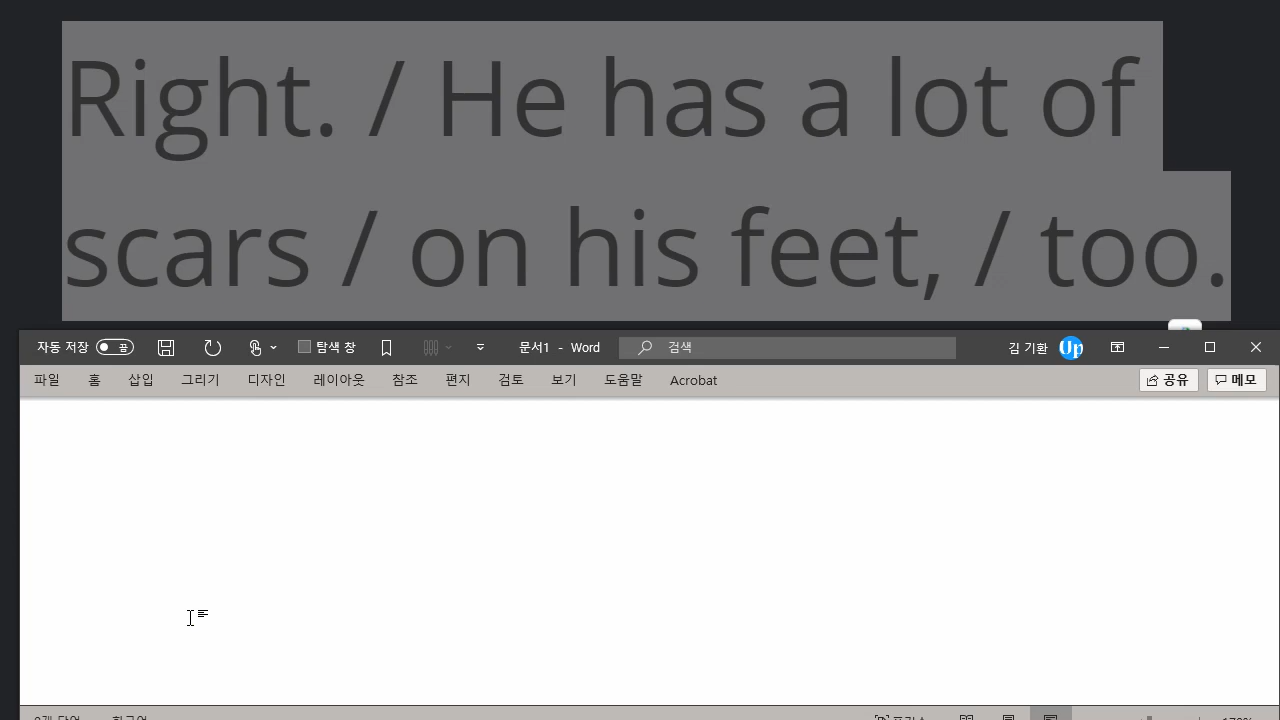 Right. / He has a lot of
scars / on his feet, / too.
자동 저장 끔 탐색 창 문서1 - Word 검색 김 기환 Up
파일 홈 삽입 그리기 디자인 레이아웃 참조 편지 검토 보기 도움말 Acrobat 공유 메모